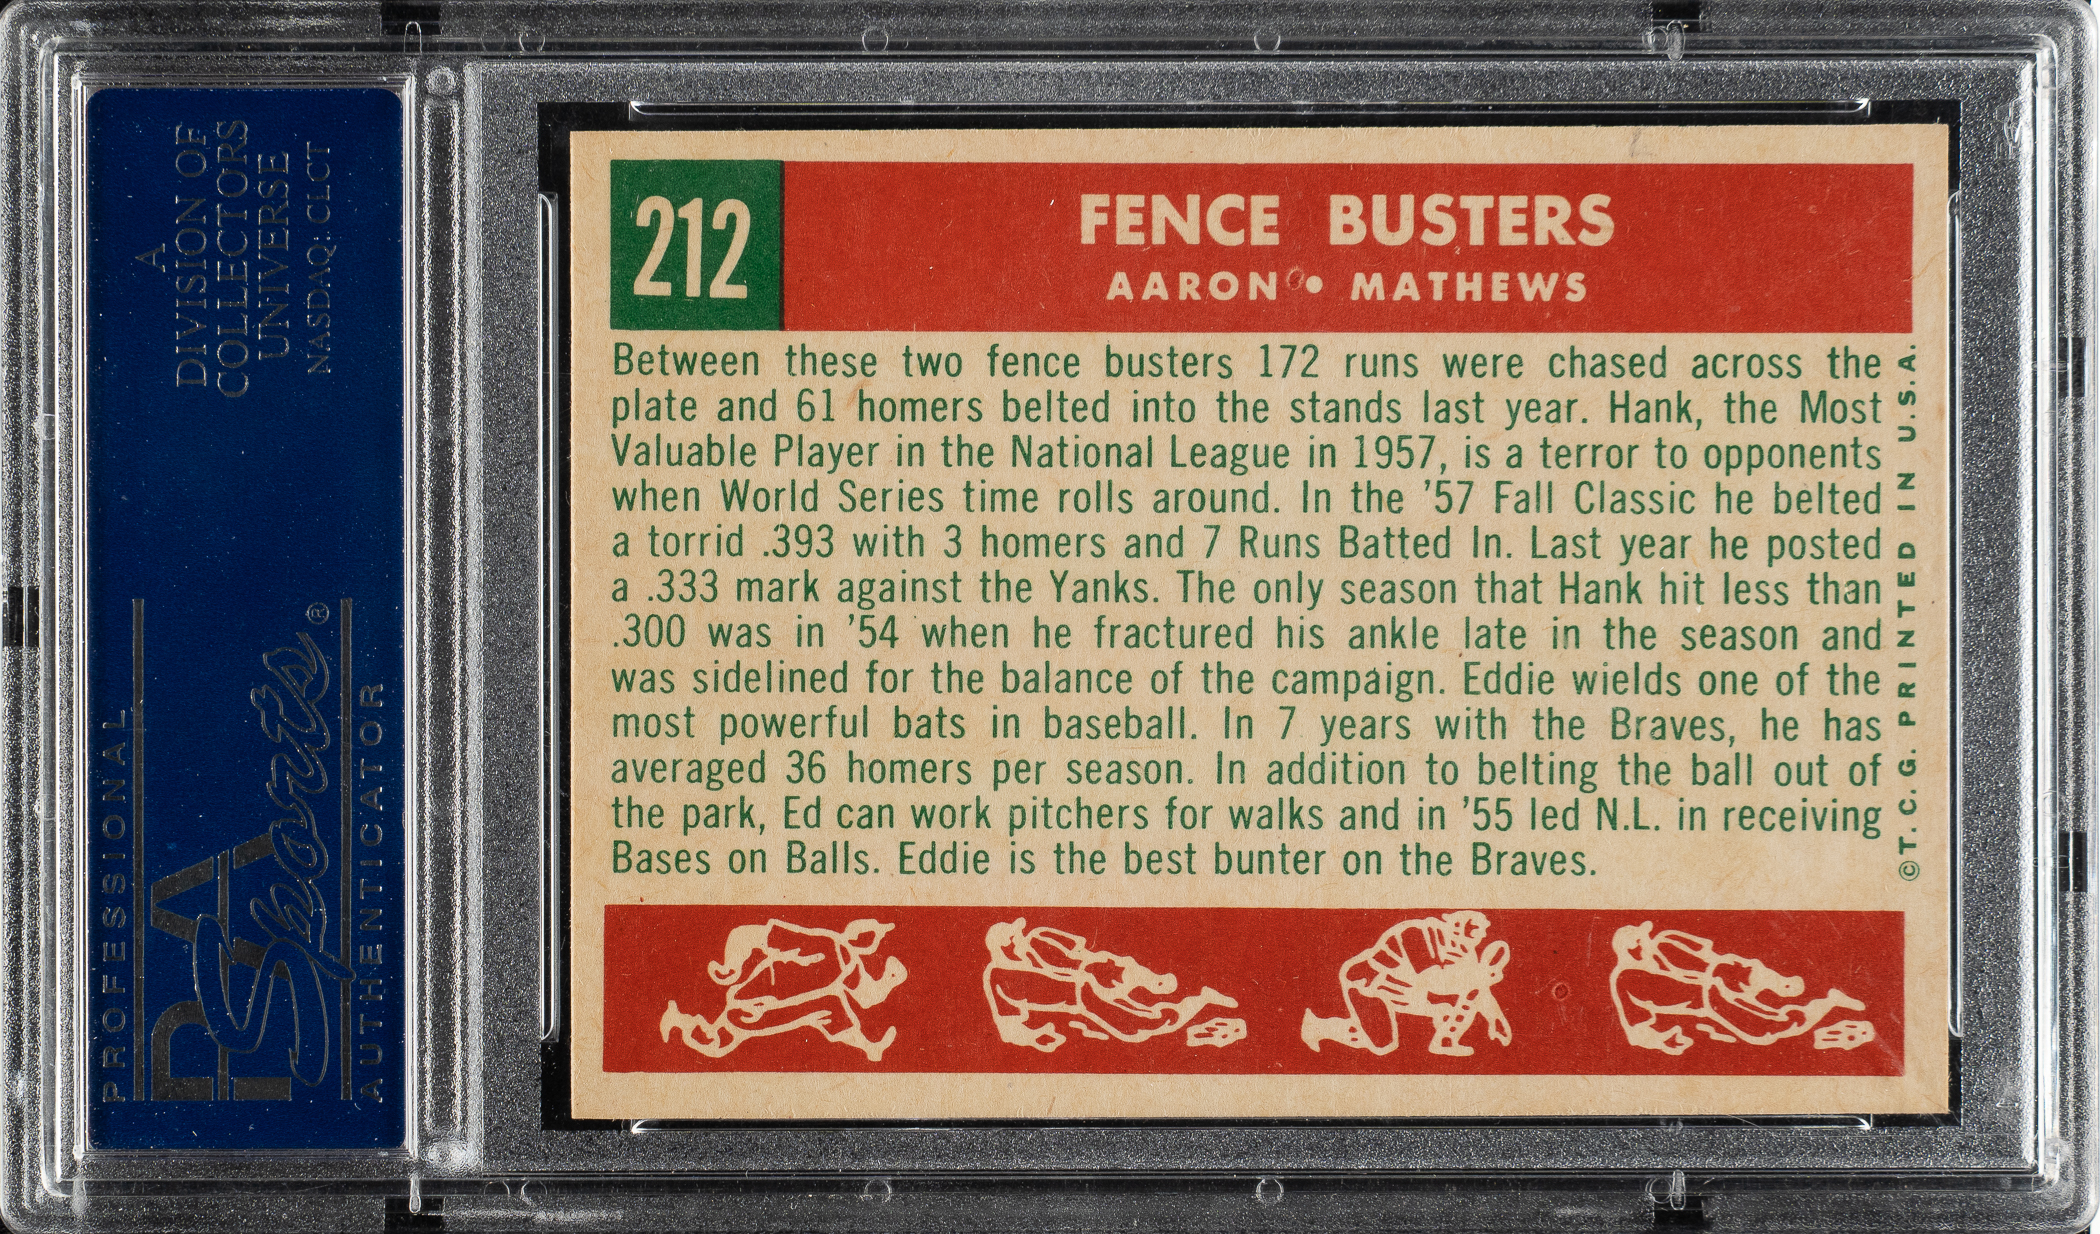 A
DIVISION OF
COLLECTORS
UNIVERSE
NASDAQ: CLCT
PROFESSIONAL
PSA
Sports®
AUTHENTICATOR
212
FENCE BUSTERS
AARON • MATHEWS
Between these two fence busters 172 runs were chased across the
plate and 61 homers belted into the stands last year. Hank, the Most
Valuable Player in the National League in 1957, is a terror to opponents
when World Series time rolls around. In the ’57 Fall Classic he belted
a torrid .393 with 3 homers and 7 Runs Batted In. Last year he posted
a .333 mark against the Yanks. The only season that Hank hit less than
.300 was in ’54 when he fractured his ankle late in the season and
was sidelined for the balance of the campaign. Eddie wields one of the
most powerful bats in baseball. In 7 years with the Braves, he has
averaged 36 homers per season. In addition to belting the ball out of
the park, Ed can work pitchers for walks and in ’55 led N.L. in receiving
Bases on Balls. Eddie is the best bunter on the Braves.
©T. C. G. PRINTED IN U.S.A.